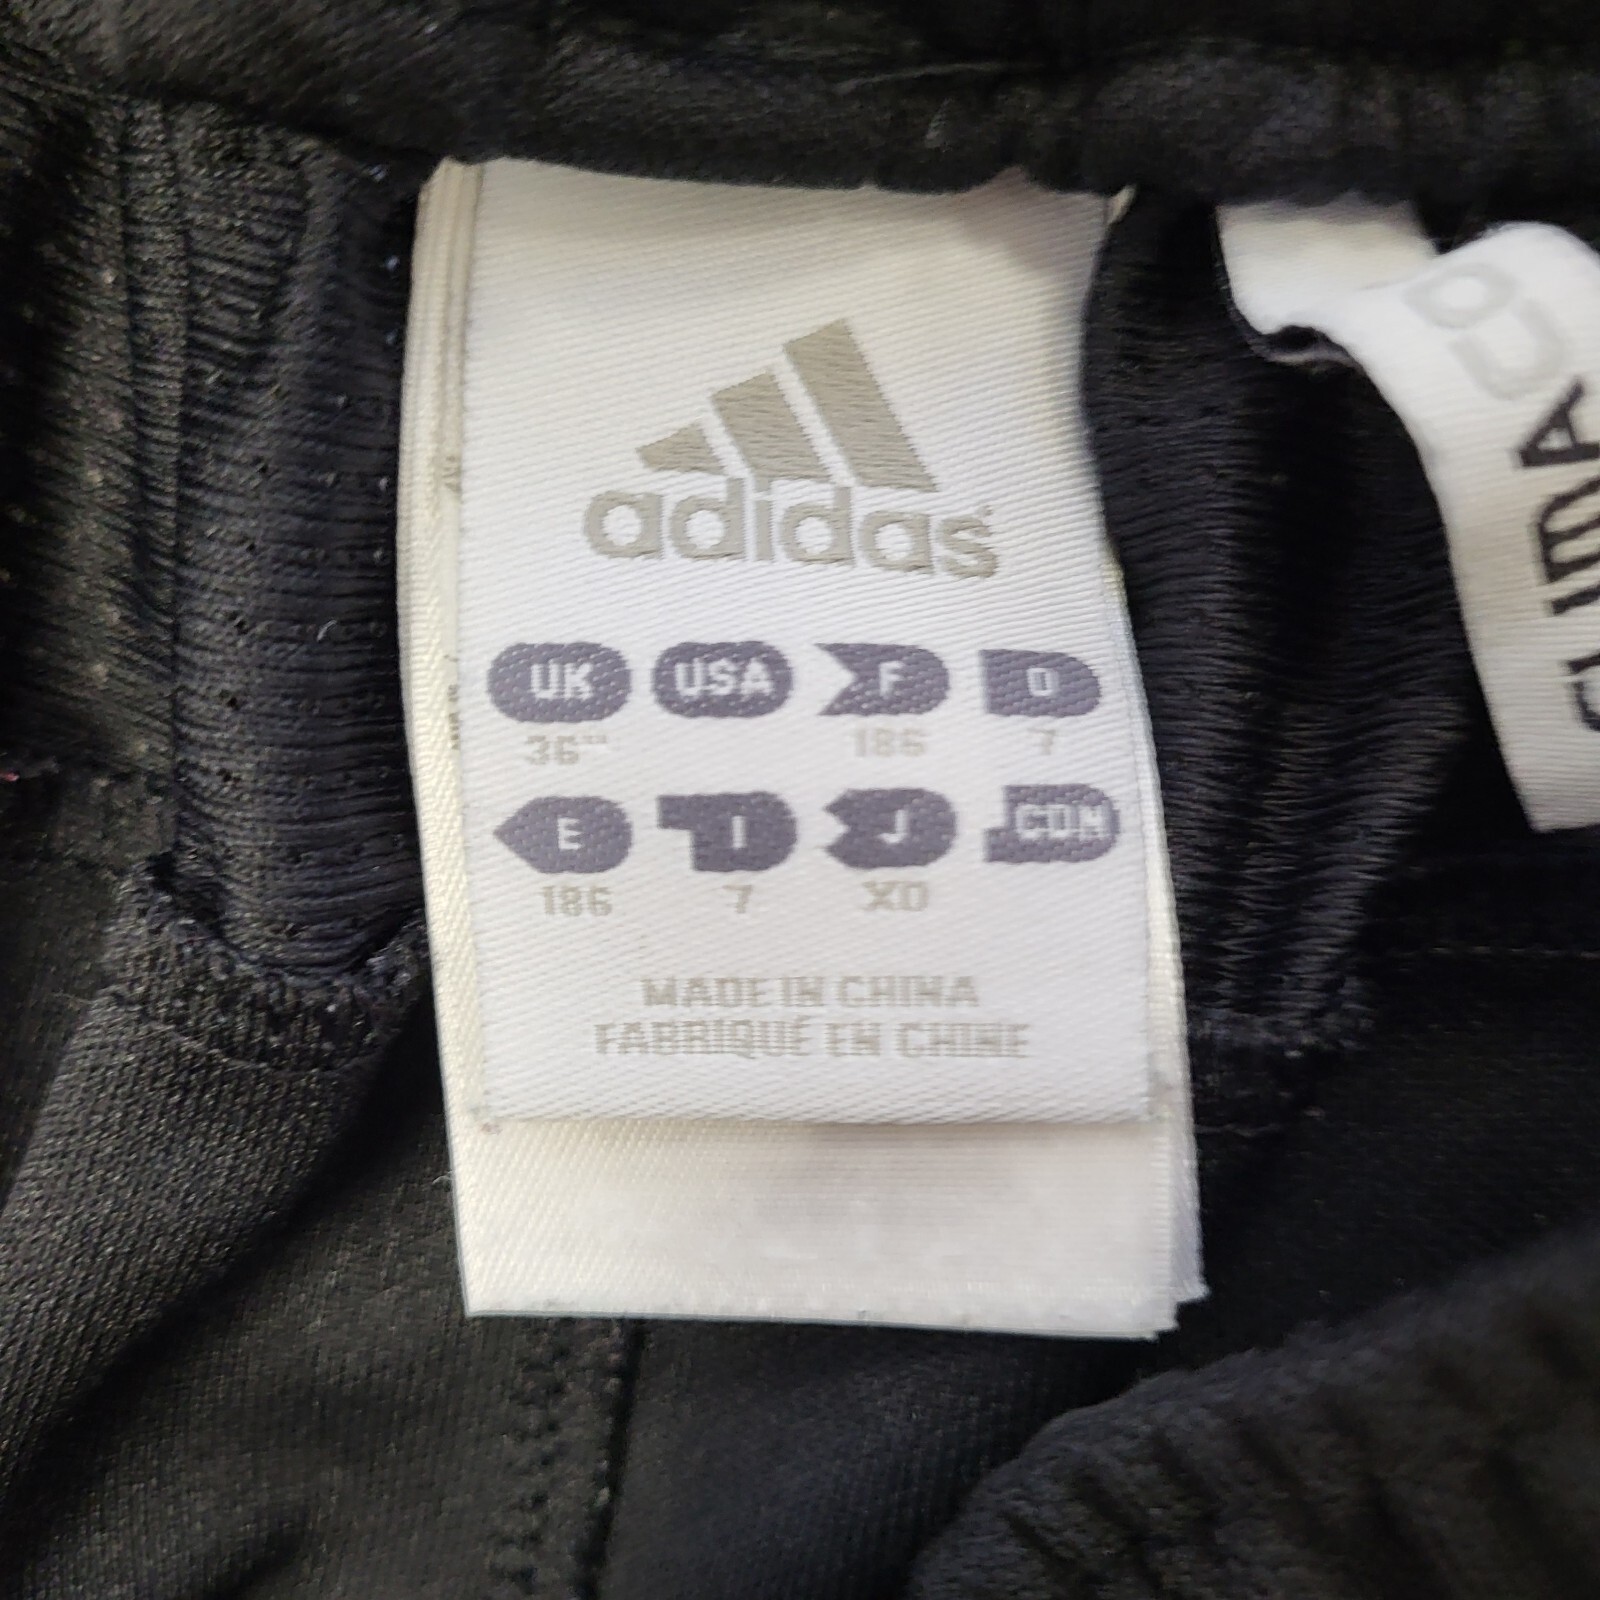 adidas
UK USA F D
36" 186 7
E I J CDN
186 7 XO
MADE IN CHINA
FABRIQUÉ EN CHINE
CLIMA